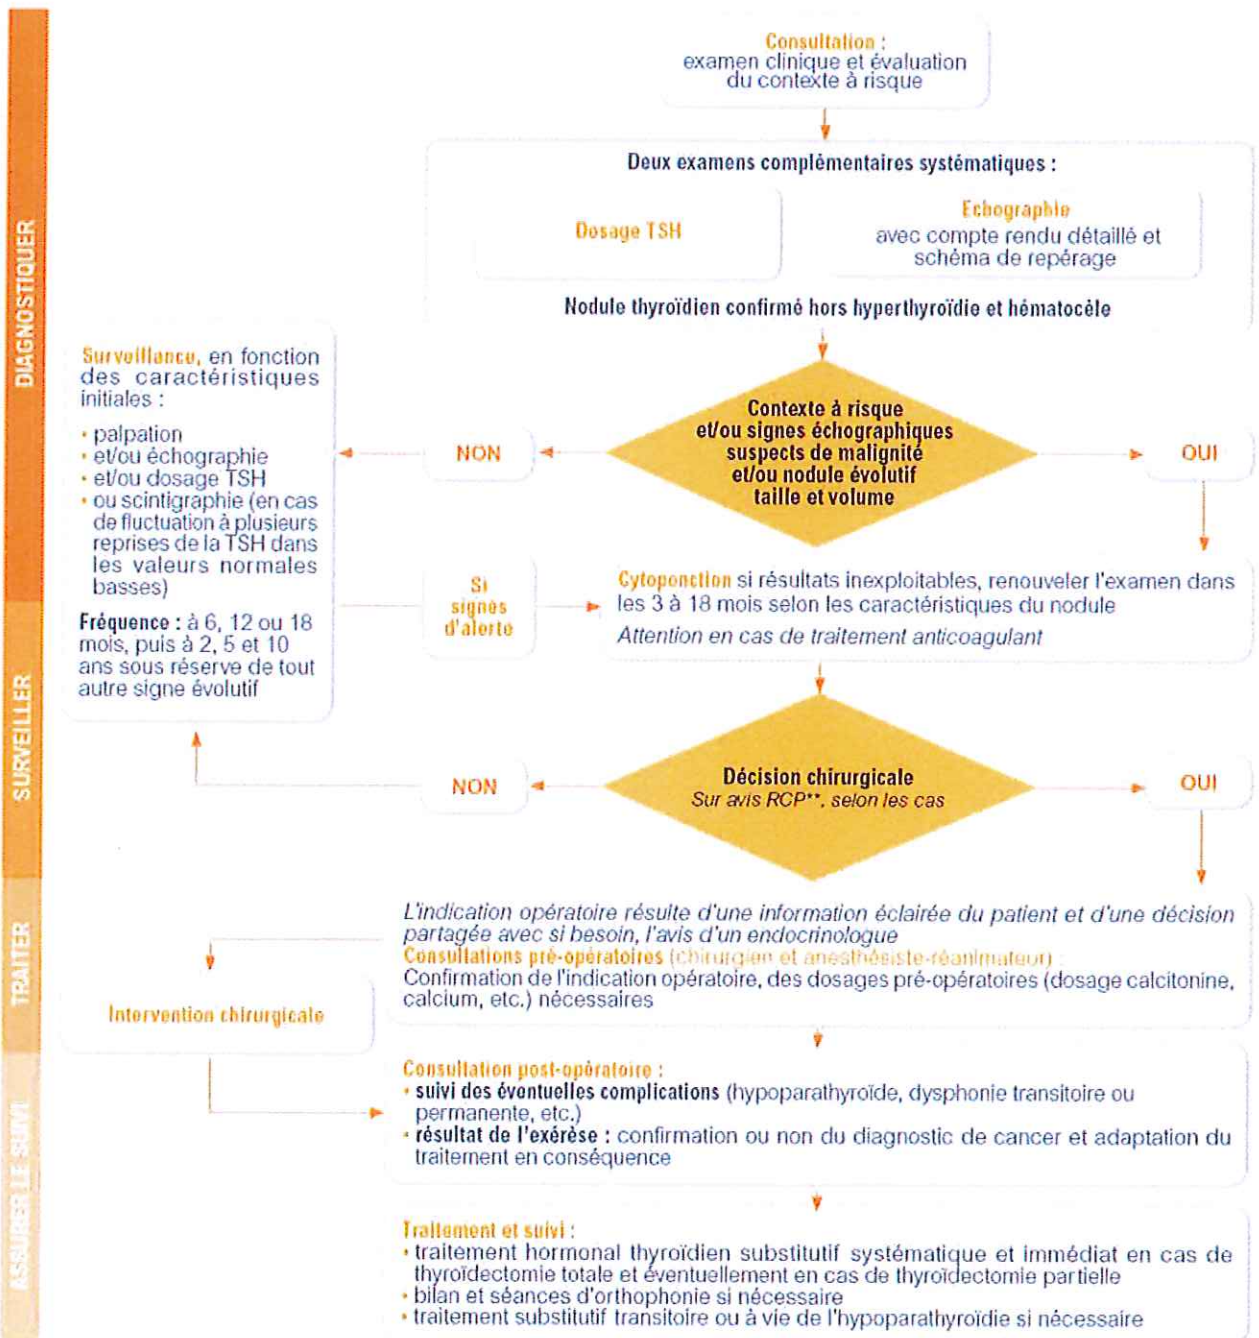 DIAGNOSTIQUER
SURVEILLER
TRAITER
ASSURER LE SUIVI
Consultation :
examen clinique et évaluation
du contexte à risque
Deux examens complémentaires systématiques :
Dosage TSH
Echographie
avec compte rendu détaillé et
schéma de repérage
Nodule thyroïdien confirmé hors hyperthyroïdie et hématocèle
Contexte à risque
et/ou signes échographiques
suspects de malignité
et/ou nodule évolutif
taille et volume
NON
OUI
Surveillance, en fonction
des caractéristiques
initiales :
• palpation
• et/ou échographie
• et/ou dosage TSH
• ou scintigraphie (en cas
de fluctuation à plusieurs
reprises de la TSH dans
les valeurs normales
basses)
Fréquence : à 6, 12 ou 18
mois, puis à 2, 5 et 10
ans sous réserve de tout
autre signe évolutif
Si
signes
d'alerte
Cytoponction si résultats inexploitables, renouveler l'examen dans
les 3 à 18 mois selon les caractéristiques du nodule
Attention en cas de traitement anticoagulant
Décision chirurgicale
Sur avis RCP**, selon les cas
NON
OUI
L'indication opératoire résulte d'une information éclairée du patient et d'une décision
partagée avec si besoin, l'avis d'un endocrinologue
Consultations pré-opératoires (chirurgien et anesthésiste-réanimateur) :
Confirmation de l'indication opératoire, des dosages pré-opératoires (dosage calcitonine,
calcium, etc.) nécessaires
Intervention chirurgicale
Consultation post-opératoire :
• suivi des éventuelles complications (hypoparathyroïde, dysphonie transitoire ou
permanente, etc.)
• résultat de l'exérèse : confirmation ou non du diagnostic de cancer et adaptation du
traitement en conséquence
Traitement et suivi :
• traitement hormonal thyroïdien substitutif systématique et immédiat en cas de
thyroïdectomie totale et éventuellement en cas de thyroïdectomie partielle
• bilan et séances d'orthophonie si nécessaire
• traitement substitutif transitoire ou à vie de l'hypoparathyroïdie si nécessaire